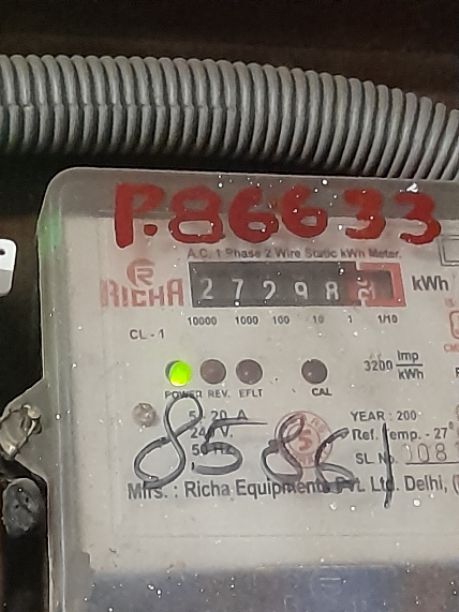 P.86633
A.C. 1 Phase 2 Wire Static kWh Meter.
R
RICHA
27298
kWh
10000 1000 100 10 1 1/10
CL-1
3200 Imp/kWh
POWER REV. EFLT CAL
5 20 A
240 V.
50 Hz
YEAR : 200
Ref. Temp. - 27°
SL. No. 008
8586
Mfrs. : Richa Equipments Pvt. Ltd. Delhi,